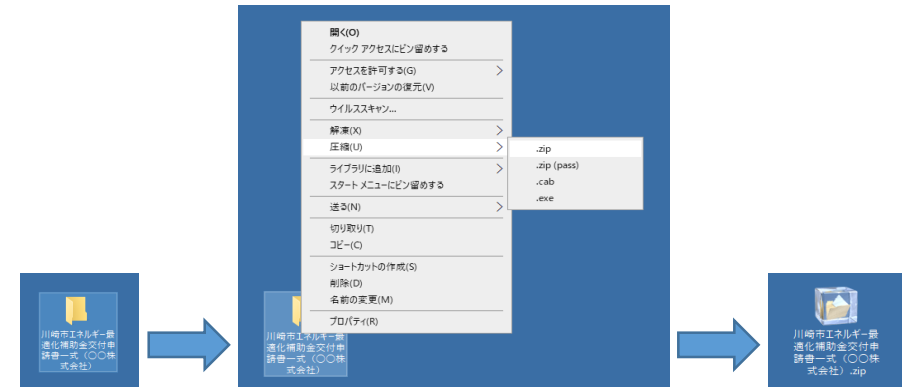 川崎市エネルギー最
適化補助金交付申
請書一式（〇〇株
式会社）
開く(O)
クイック アクセスにピン留めする
アクセスを許可する(G)
以前のバージョンの復元(V)
ウイルススキャン...
解凍(X)
圧縮(U)
ライブラリに追加(I)
スタート メニューにピン留めする
送る(N)
切り取り(T)
コピー(C)
ショートカットの作成(S)
削除(D)
名前の変更(M)
プロパティ(R)
.zip
.zip (pass)
.cab
.exe
川崎市エネルギー最
適化補助金交付申
請書一式（〇〇株
式会社）
川崎市エネルギー最
適化補助金交付申
請書一式（〇〇株
式会社）.zip